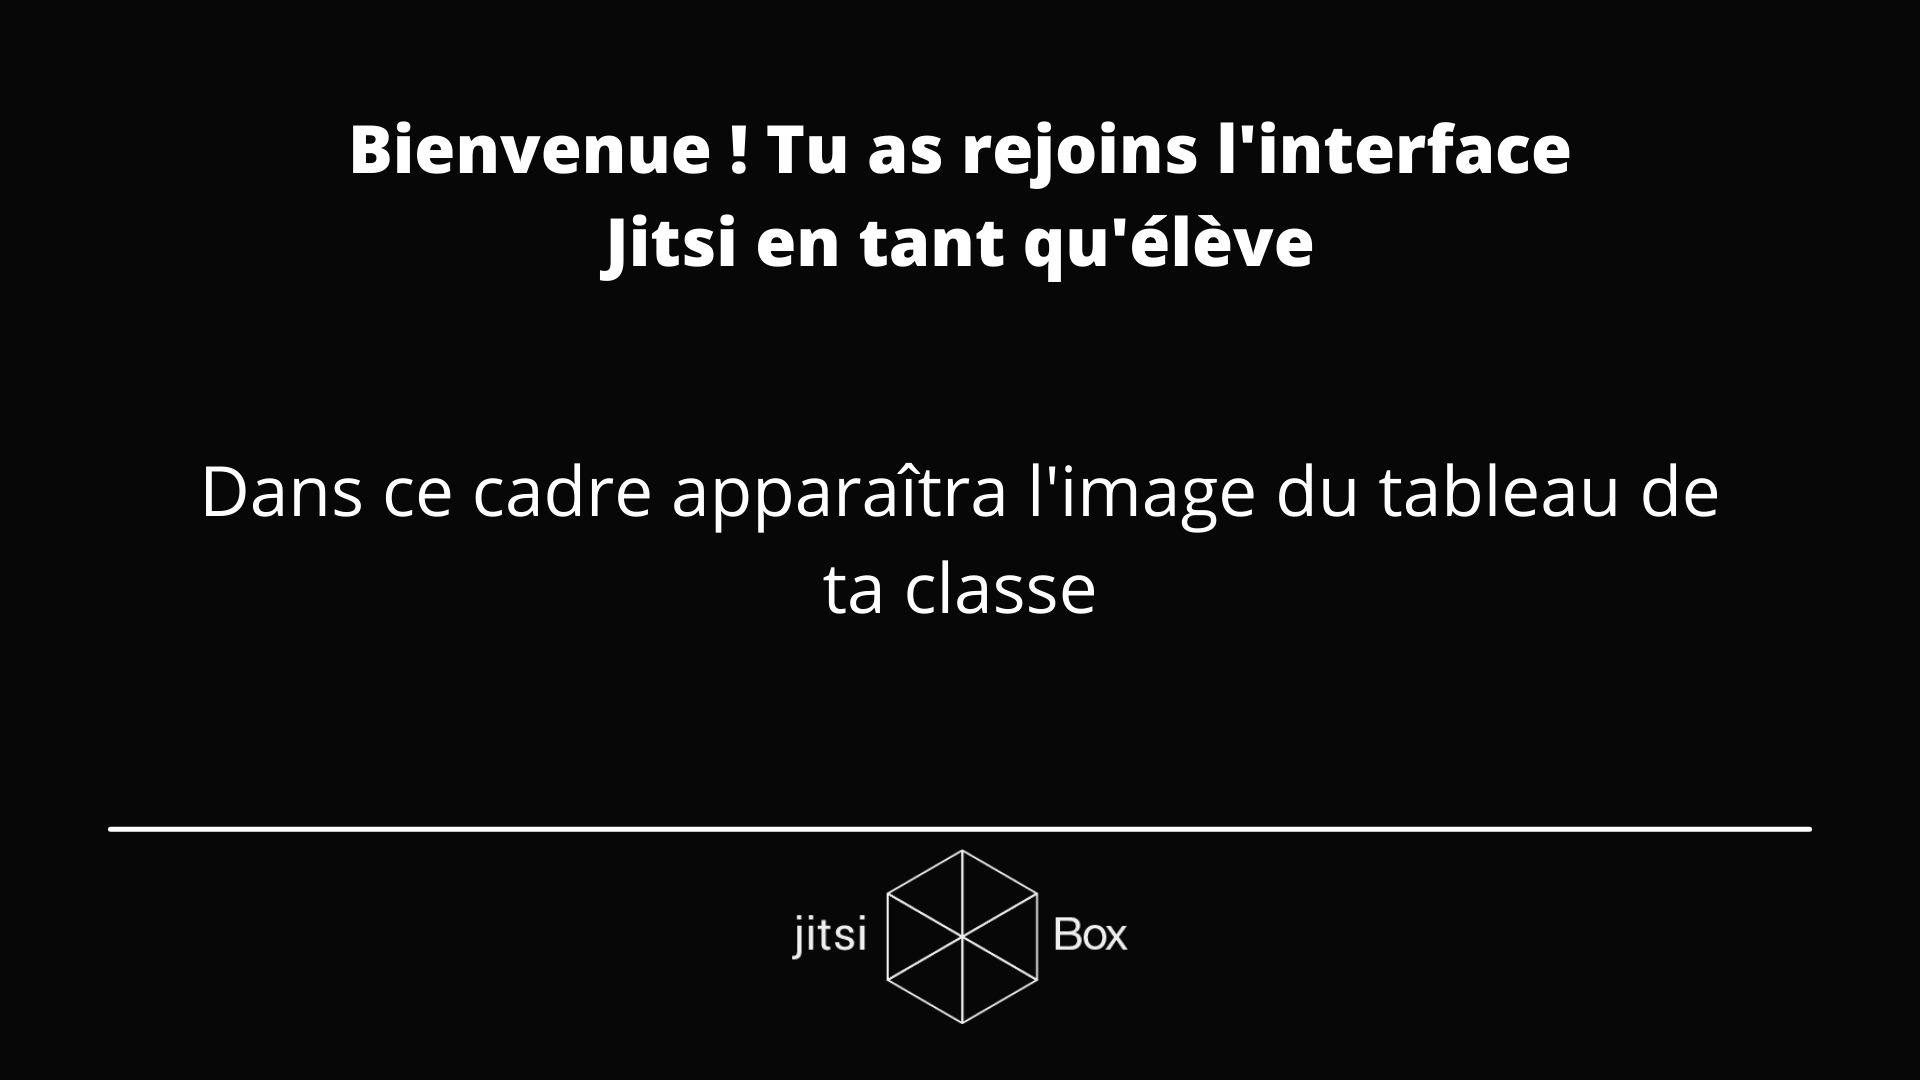 Bienvenue ! Tu as rejoins l'interface
Jitsi en tant qu'élève
Dans ce cadre apparaîtra l'image du tableau de
ta classe
jitsi Box